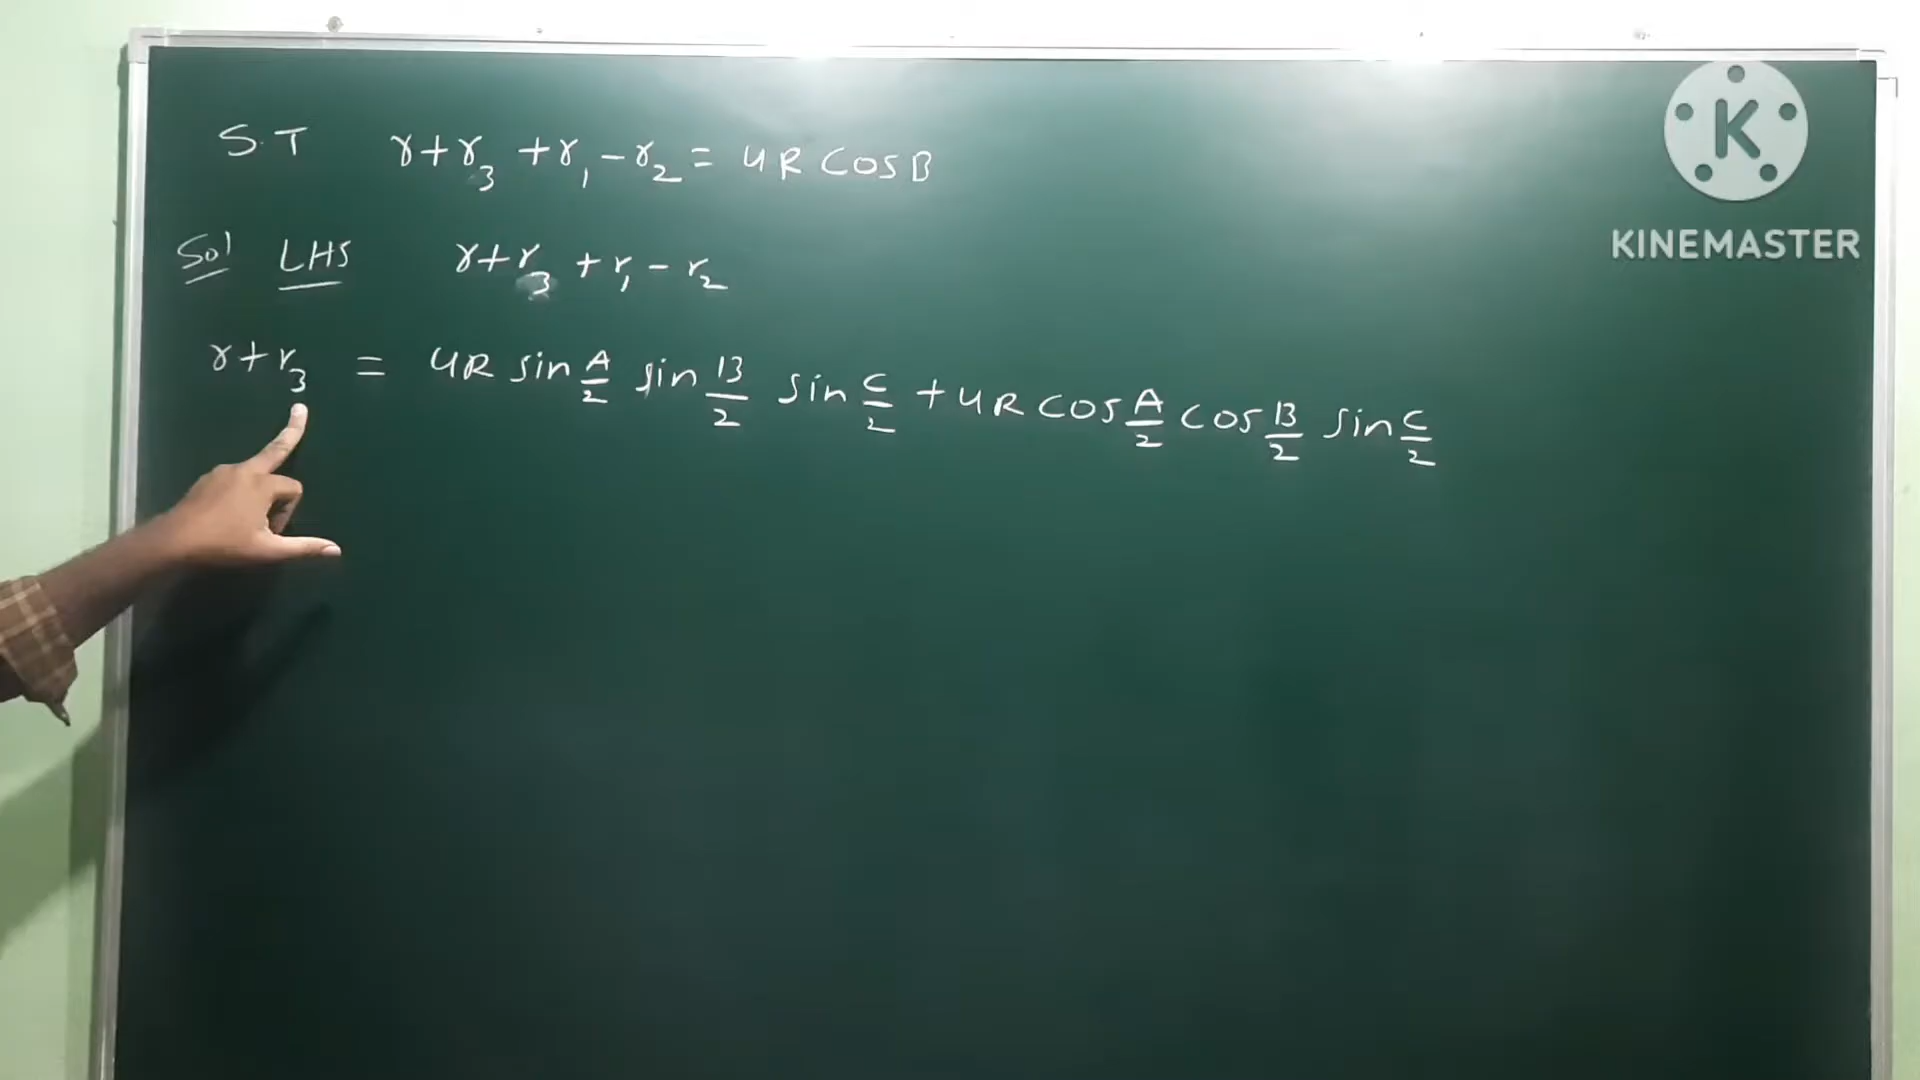 S.T r+r₃+r₁-r₂ = 4R COSB
Sol LHS r+r₃+r₁-r₂
r+r₃ = 4R sin A/2 sin B/2 sin C/2 + 4R COS A/2 COS B/2 sin C/2
K
KINEMASTER